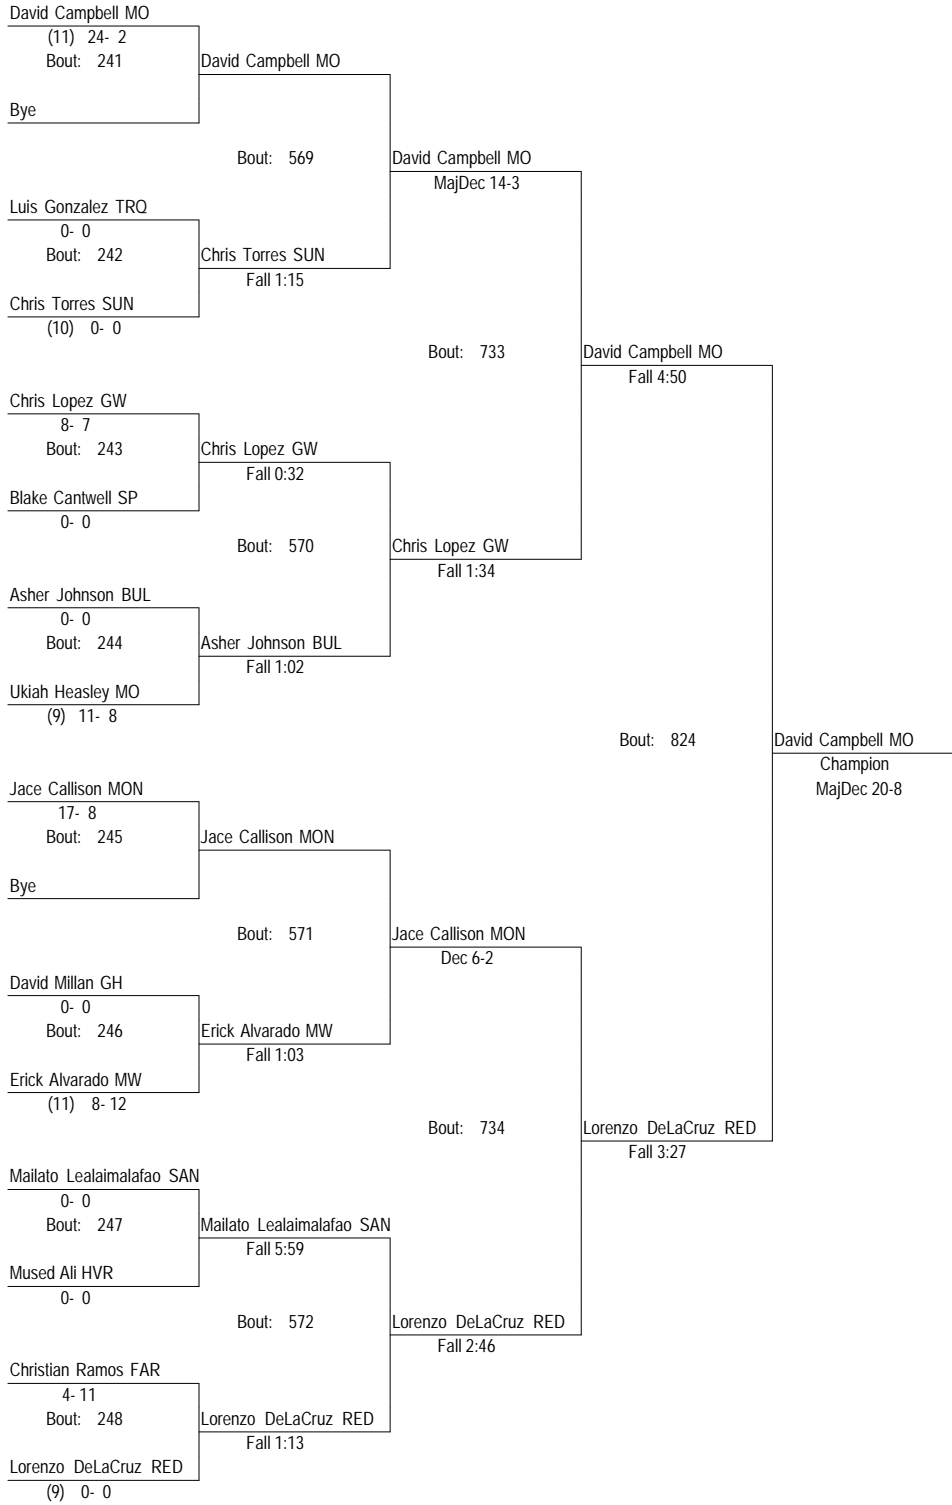 David Campbell MO
(11) 24- 2
Bout: 241
David Campbell MO
Bye
Bout: 569
David Campbell MO
MajDec 14-3
Luis Gonzalez TRQ
0- 0
Bout: 242
Chris Torres SUN
Fall 1:15
Chris Torres SUN
(10) 0- 0
Bout: 733
David Campbell MO
Fall 4:50
Chris Lopez GW
8- 7
Bout: 243
Chris Lopez GW
Fall 0:32
Blake Cantwell SP
0- 0
Bout: 570
Chris Lopez GW
Fall 1:34
Asher Johnson BUL
0- 0
Bout: 244
Asher Johnson BUL
Fall 1:02
Ukiah Heasley MO
(9) 11- 8
Bout: 824
David Campbell MO
Champion
MajDec 20-8
Jace Callison MON
17- 8
Bout: 245
Jace Callison MON
Bye
Bout: 571
Jace Callison MON
Dec 6-2
David Millan GH
0- 0
Bout: 246
Erick Alvarado MW
Fall 1:03
Erick Alvarado MW
(11) 8- 12
Bout: 734
Lorenzo DeLaCruz RED
Fall 3:27
Mailato Lealaimalafao SAN
0- 0
Bout: 247
Mailato Lealaimalafao SAN
Fall 5:59
Mused Ali HVR
0- 0
Bout: 572
Lorenzo DeLaCruz RED
Fall 2:46
Christian Ramos FAR
4- 11
Bout: 248
Lorenzo DeLaCruz RED
Fall 1:13
Lorenzo DeLaCruz RED
(9) 0- 0